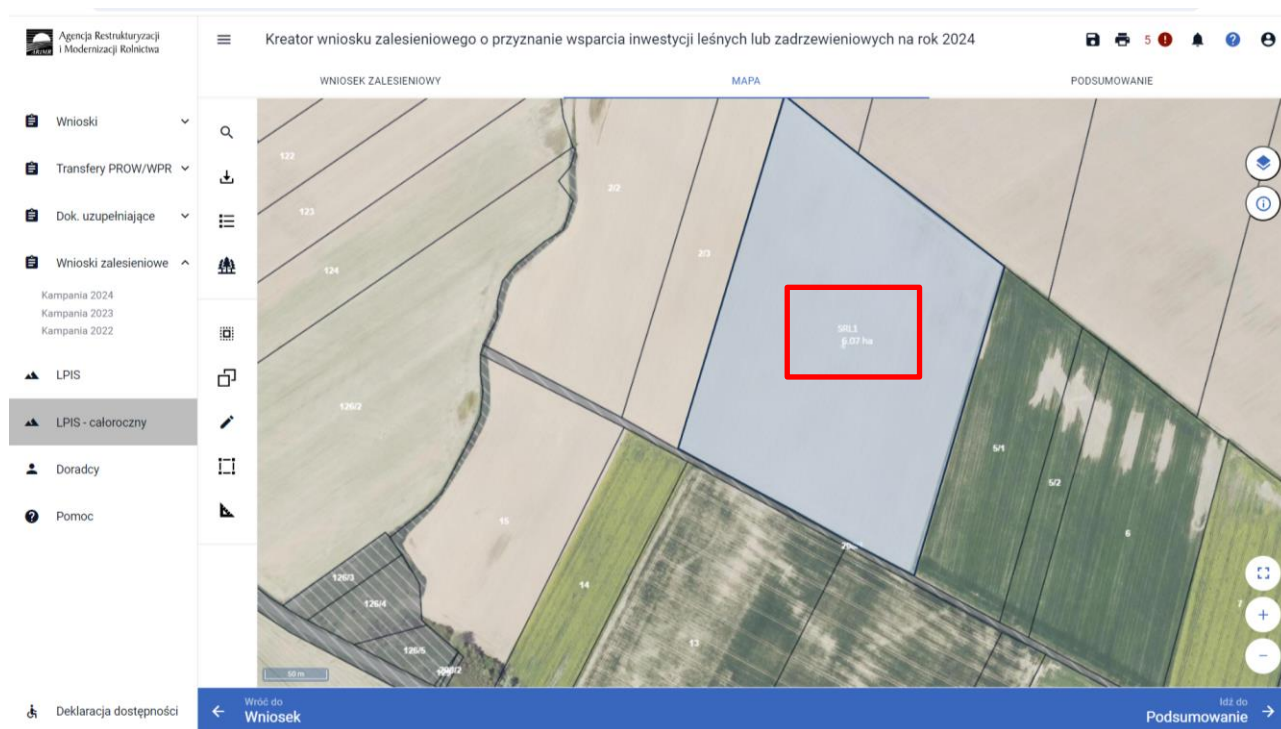 Agencja Restrukturyzacji
i Modernizacji Rolnictwa
ARiMR
Kreator wniosku zalesieniowego o przyznanie wsparcia inwestycji leśnych lub zadrzewieniowych na rok 2024
5
WNIOSEK ZALESIENIOWY
MAPA
PODSUMOWANIE
Wnioski
Transfery PROW/WPR
Dok. uzupełniające
Wnioski zalesieniowe
Kampania 2024
Kampania 2023
Kampania 2022
LPIS
LPIS - całoroczny
Doradcy
Pomoc
Deklaracja dostępności
122
2/2
123
2/3
124
SRL1
6.07 ha
126/2
5/1
5/2
15
6
14
126/3
126/4
7
13
126/5
50 m
Wróć do
Wniosek
Idź do
Podsumowanie